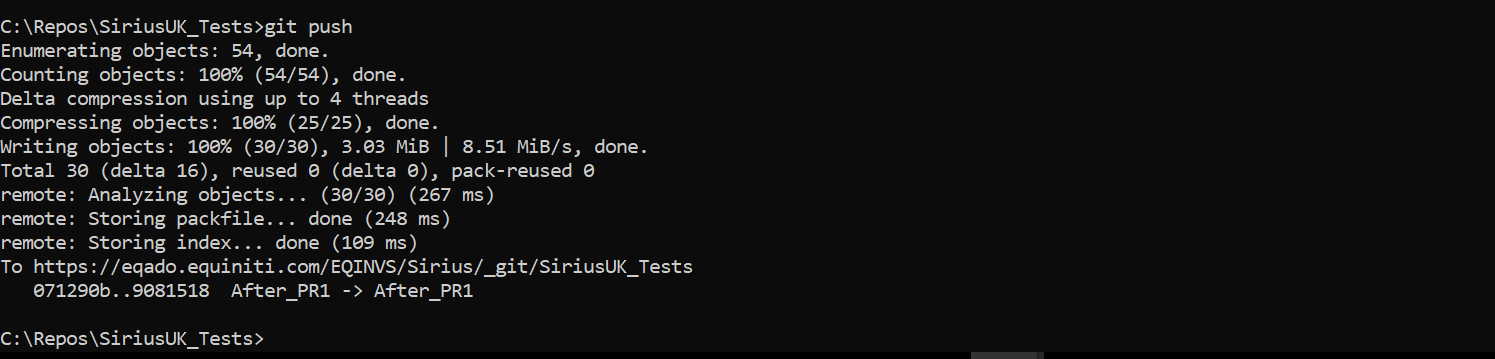 C:\Repos\SiriusUK_Tests>git push
Enumerating objects: 54, done.
Counting objects: 100% (54/54), done.
Delta compression using up to 4 threads
Compressing objects: 100% (25/25), done.
Writing objects: 100% (30/30), 3.03 MiB | 8.51 MiB/s, done.
Total 30 (delta 16), reused 0 (delta 0), pack-reused 0
remote: Analyzing objects... (30/30) (267 ms)
remote: Storing packfile... done (248 ms)
remote: Storing index... done (109 ms)
To https://eqado.equiniti.com/EQINVS/Sirius/_git/SiriusUK_Tests
   071290b..9081518  After_PR1 -> After_PR1
C:\Repos\SiriusUK_Tests>